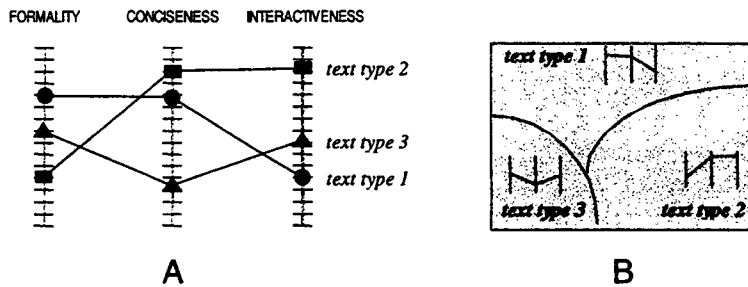 FORMALITY CONCISENESS INTERACTIVENESS
text type 2
text type 3
text type 1
A
text type 1
text type 3
text type 2
B